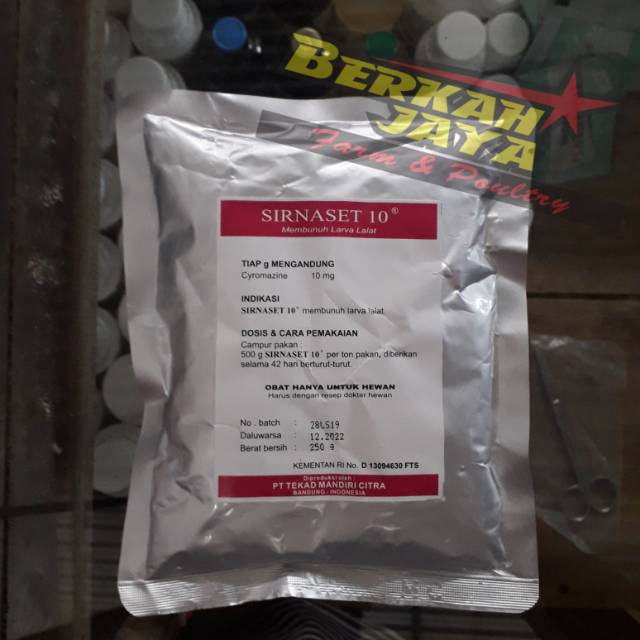 BERKAH
JAYA
Farm & Poultry
SIRNASET 10®
Membunuh Larva Lalat
TIAP g MENGANDUNG
Cyromazine 10 mg
INDIKASI
SIRNASET 10® membunuh larva lalat
DOSIS & CARA PEMAKAIAN
Campur pakan :
500 g SIRNASET 10® per ton pakan, diberikan
selama 42 hari berturut-turut.
OBAT HANYA UNTUK HEWAN
Harus dengan resep dokter hewan
No. batch :
Daluwarsa : 12.2022
Berat bersih : 250 g
KEMENTAN RI No. D 13094630 FTS
Diproduksi oleh :
PT TEKAD MANDIRI CITRA
BANDUNG - INDONESIA